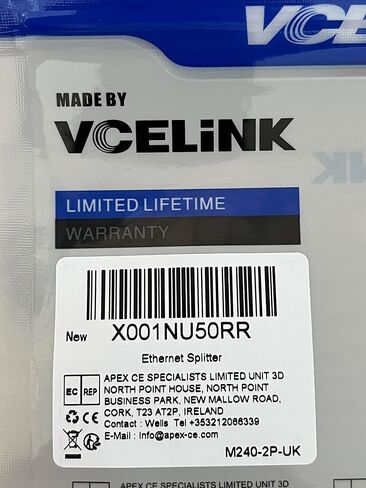 VCEL
MADE BY
VCELINK
LIMITED LIFETIME
WARRANTY
New X001NU50RR
Ethernet Splitter
EC REP
APEX CE SPECIALISTS LIMITED UNIT 3D
NORTH POINT HOUSE, NORTH POINT
BUSINESS PARK, NEW MALLOW ROAD,
CORK, T23 AT2P, IRELAND
Contact : Wells Tel +353212066339
E-Mail : Info@apex-ce.com
M240-2P-UK
APEX CE SPECIALISTS LIMITED UNIT 3D